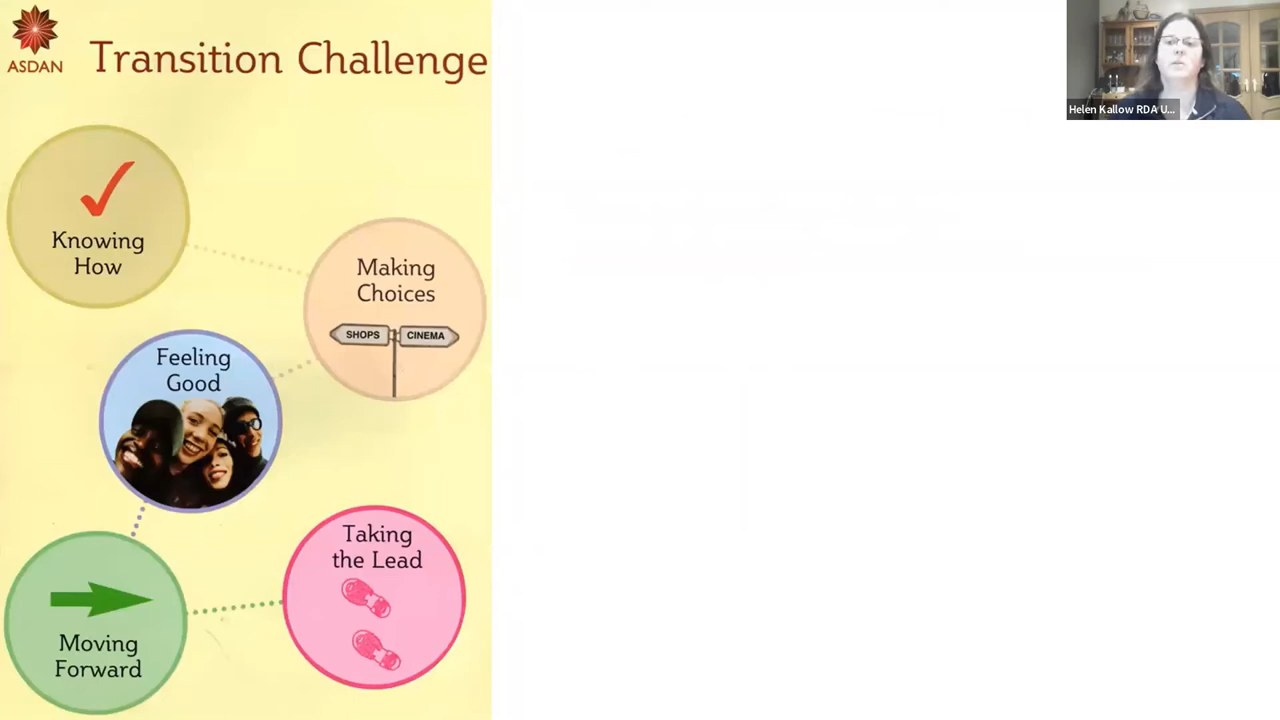 ASDAN
Transition Challenge
Knowing
How
Making
Choices
SHOPS
CINEMA
Feeling
Good
Taking
the Lead
Moving
Forward
Helen Kallow RDA U...